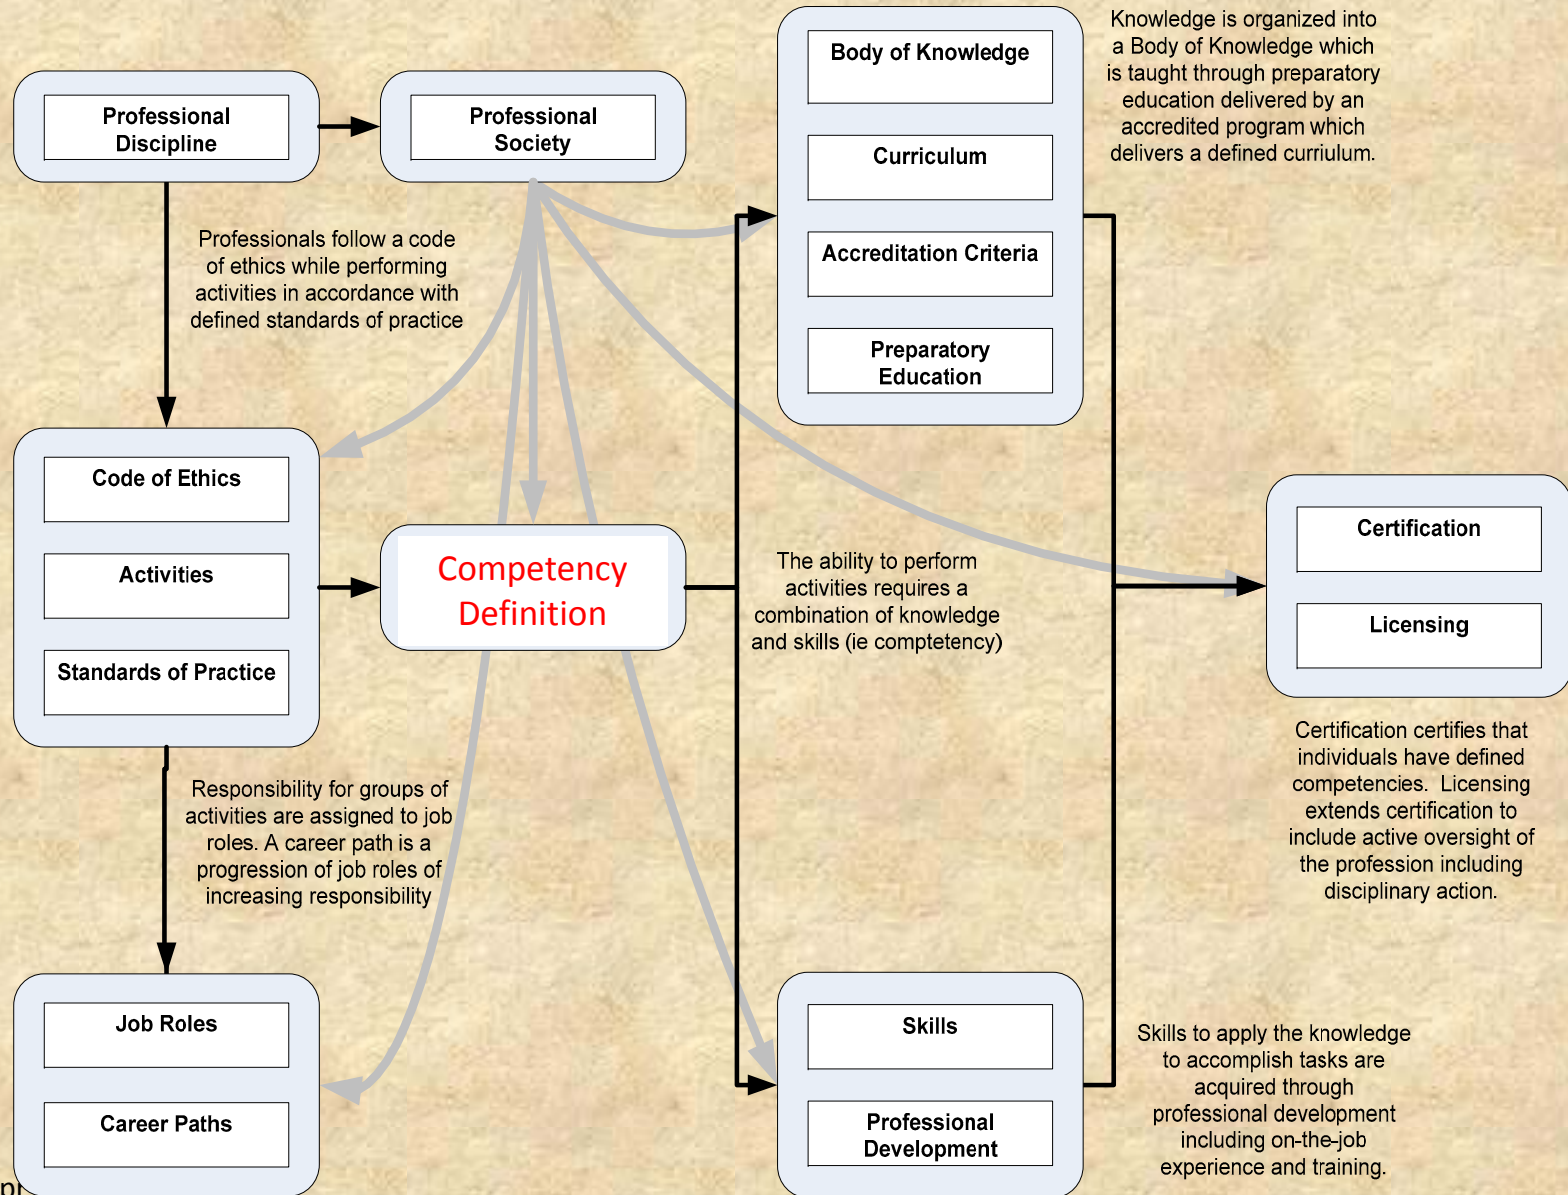 Professional
Discipline
Professional
Society
Body of Knowledge
Curriculum
Accreditation Criteria
Preparatory
Education
Knowledge is organized into
a Body of Knowledge which
is taught through preparatory
education delivered by an
accredited program which
delivers a defined curriulum.
Professionals follow a code
of ethics while performing
activities in accordance with
defined standards of practice
Code of Ethics
Activities
Standards of Practice
Competency
Definition
The ability to perform
activities requires a
combination of knowledge
and skills (ie comptetency)
Certification
Licensing
Certification certifies that
individuals have defined
competencies. Licensing
extends certification to
include active oversight of
the profession including
disciplinary action.
Responsibility for groups of
activities are assigned to job
roles. A career path is a
progression of job roles of
increasing responsibility
Job Roles
Career Paths
Skills
Professional
Development
Skills to apply the knowledge
to accomplish tasks are
acquired through
professional development
including on-the-job
experience and training.